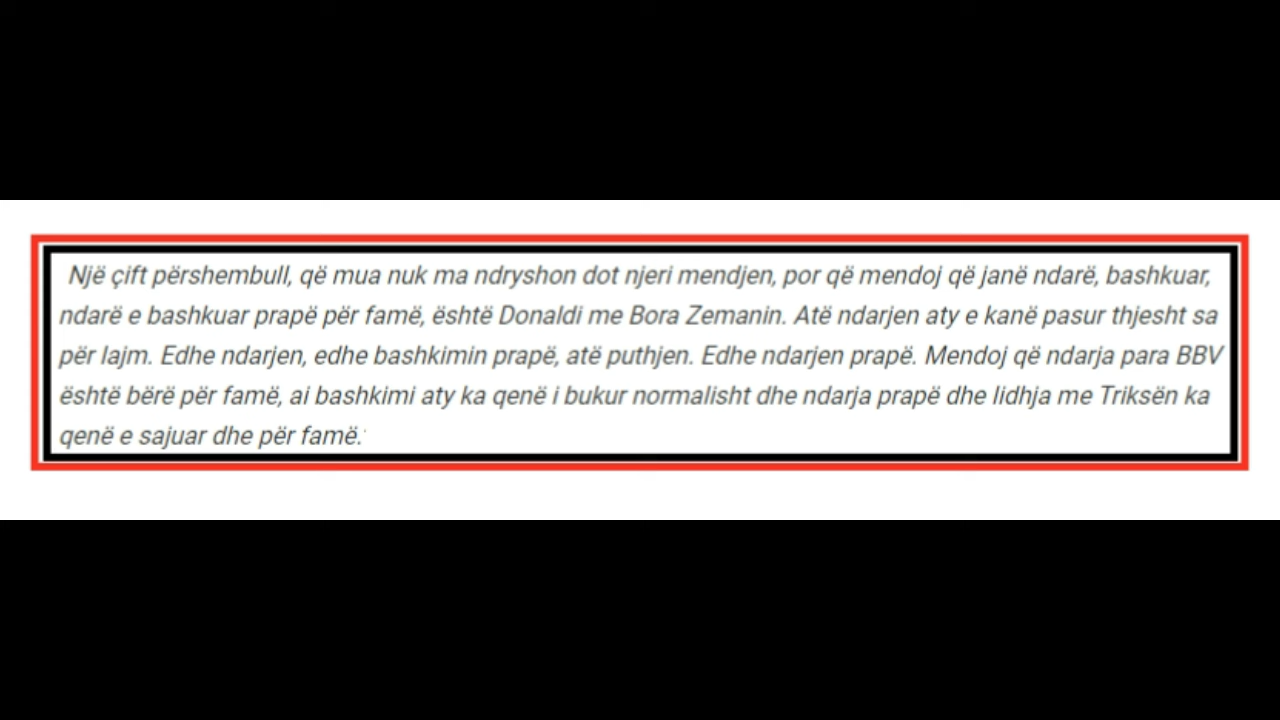 Një çift përshembull, që mua nuk ma ndryshon dot njeri mendjen, por që mendoj që janë ndarë, bashkuar,
ndarë e bashkuar prapë për famë, është Donaldi me Bora Zemanin. Atë ndarjen aty e kanë pasur thjesht sa
për lajm. Edhe ndarjen, edhe bashkimin prapë, atë puthjen. Edhe ndarjen prapë. Mendoj që ndarja para BBV
është bërë për famë, ai bashkimi aty ka qenë i bukur normalisht dhe ndarja prapë dhe lidhja me Triksën ka
qenë e sajuar dhe për famë.